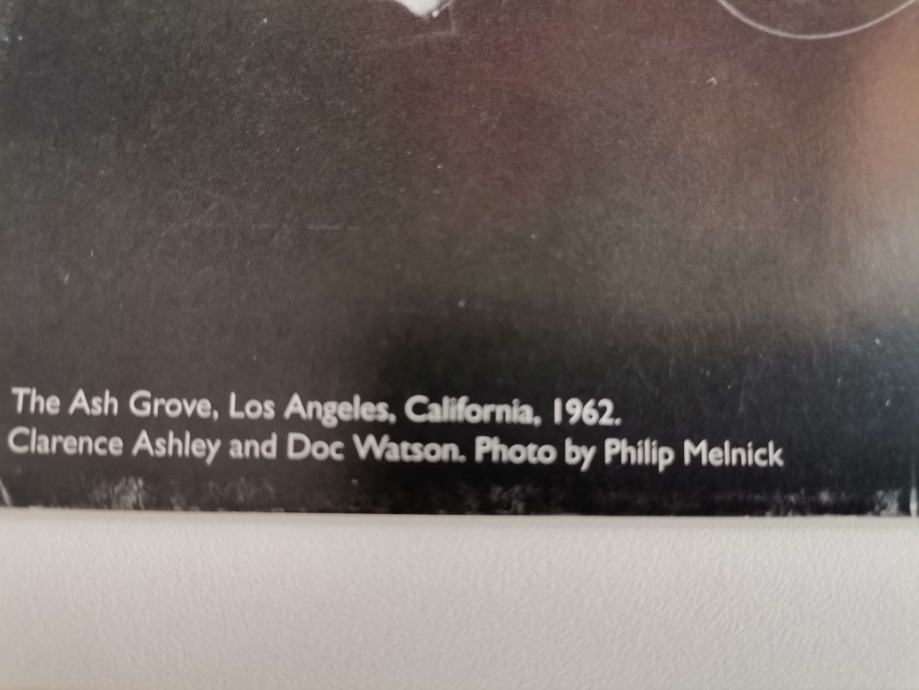 The Ash Grove, Los Angeles, California, 1962.
Clarence Ashley and Doc Watson. Photo by Philip Melnick